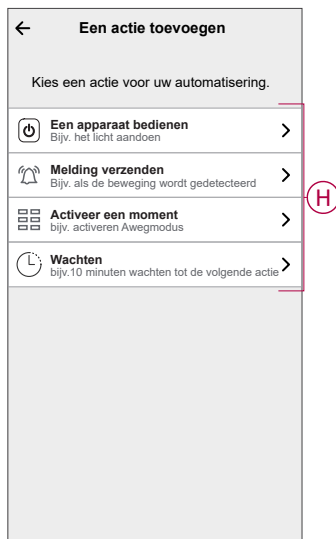 Een actie toevoegen
Kies een actie voor uw automatisering.
Een apparaat bedienen
Bijv. het licht aandoen
Melding verzenden
Bijv. als de beweging wordt gedetecteerd
Activeer een moment
bijv. activeren Awegmodus
Wachten
bijv.10 minuten wachten tot de volgende actie
H